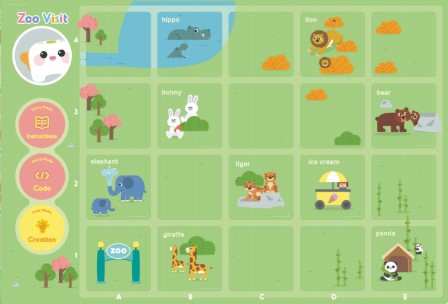 Zoo Visit
4
hippo
lion
3
bunny
bear
Instructions
elephant
tiger
ice cream
2
Code
Creation
ZOO
giraffe
panda
1
A
B
C
D
E